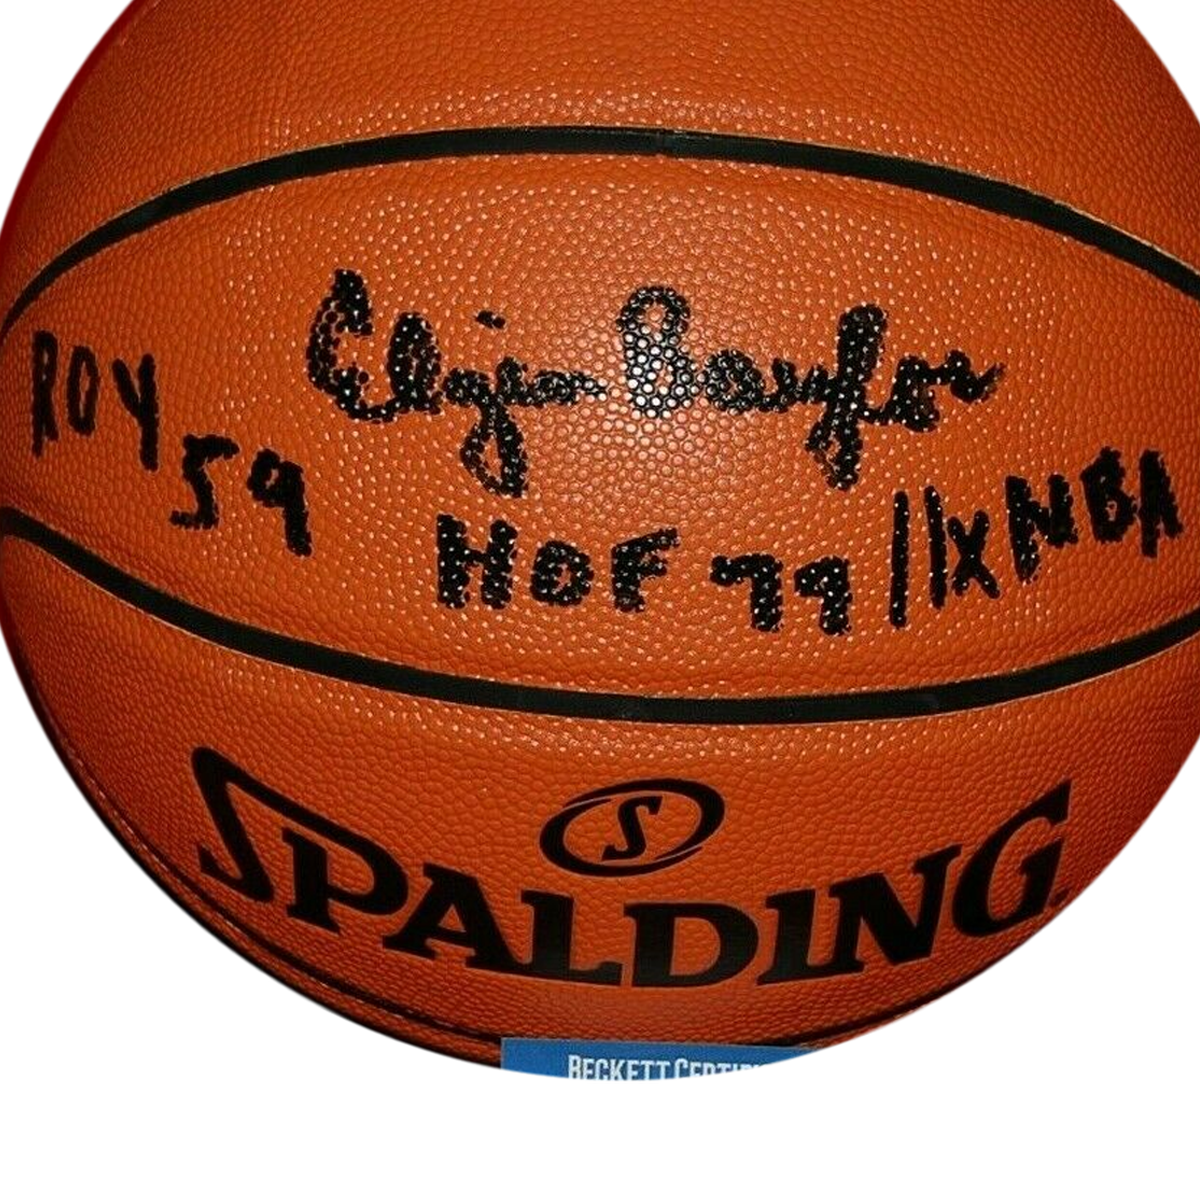 Elgin Baylor
ROY 59
HOF 77 11x NBA
S
SPALDING
BECKETT